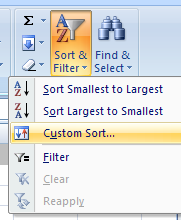 Σ
A
Z
Sort & Find &
Filter Select
A
Z
Sort Smallest to Largest
Z
A
Sort Largest to Smallest
Custom Sort...
Filter
Clear
Reapply